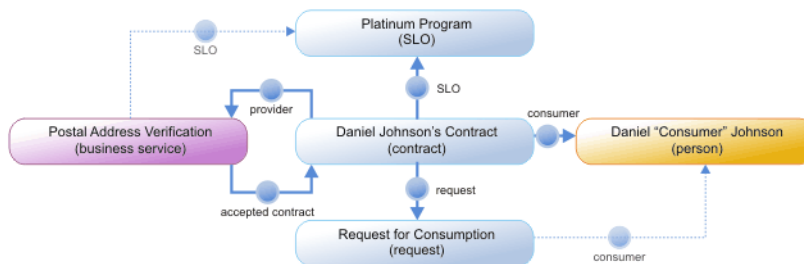 Platinum Program
(SLO)
SLO
SLO
provider
consumer
Postal Address Verification
(business service)
Daniel Johnson's Contract
(contract)
Daniel “Consumer” Johnson
(person)
accepted contract
request
Request for Consumption
(request)
consumer